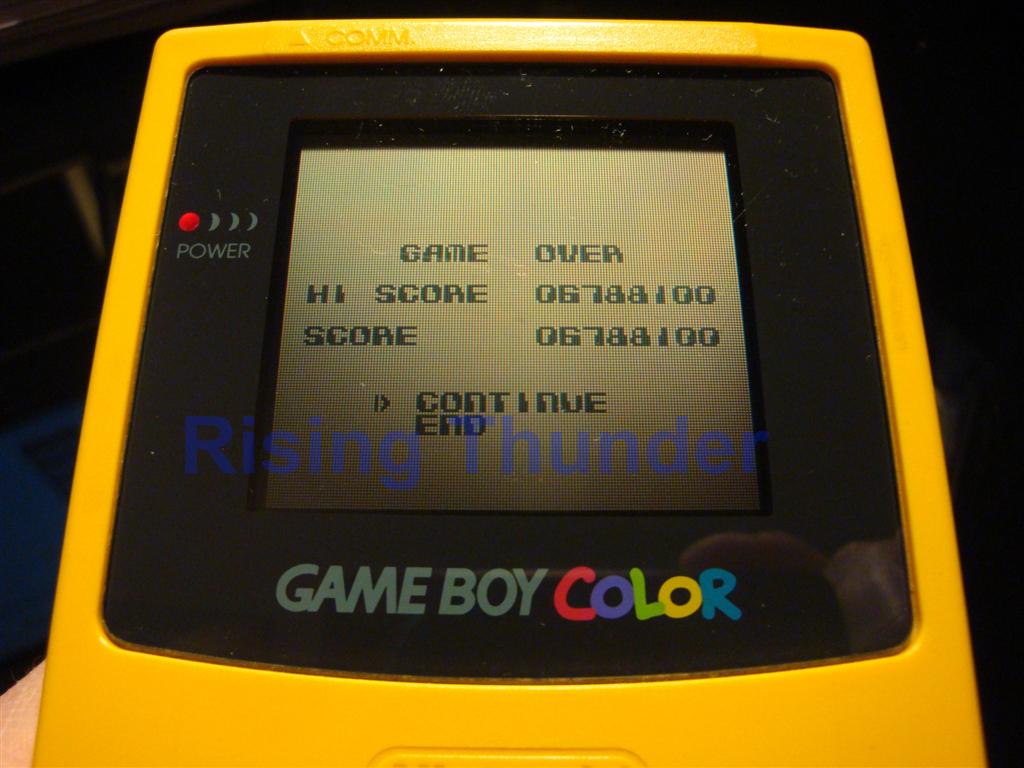 COMM.
POWER
GAME OVER
HI SCORE 06788100
SCORE 06788100
CONTINUE
END
Rising Thunder
GAME BOY COLOR